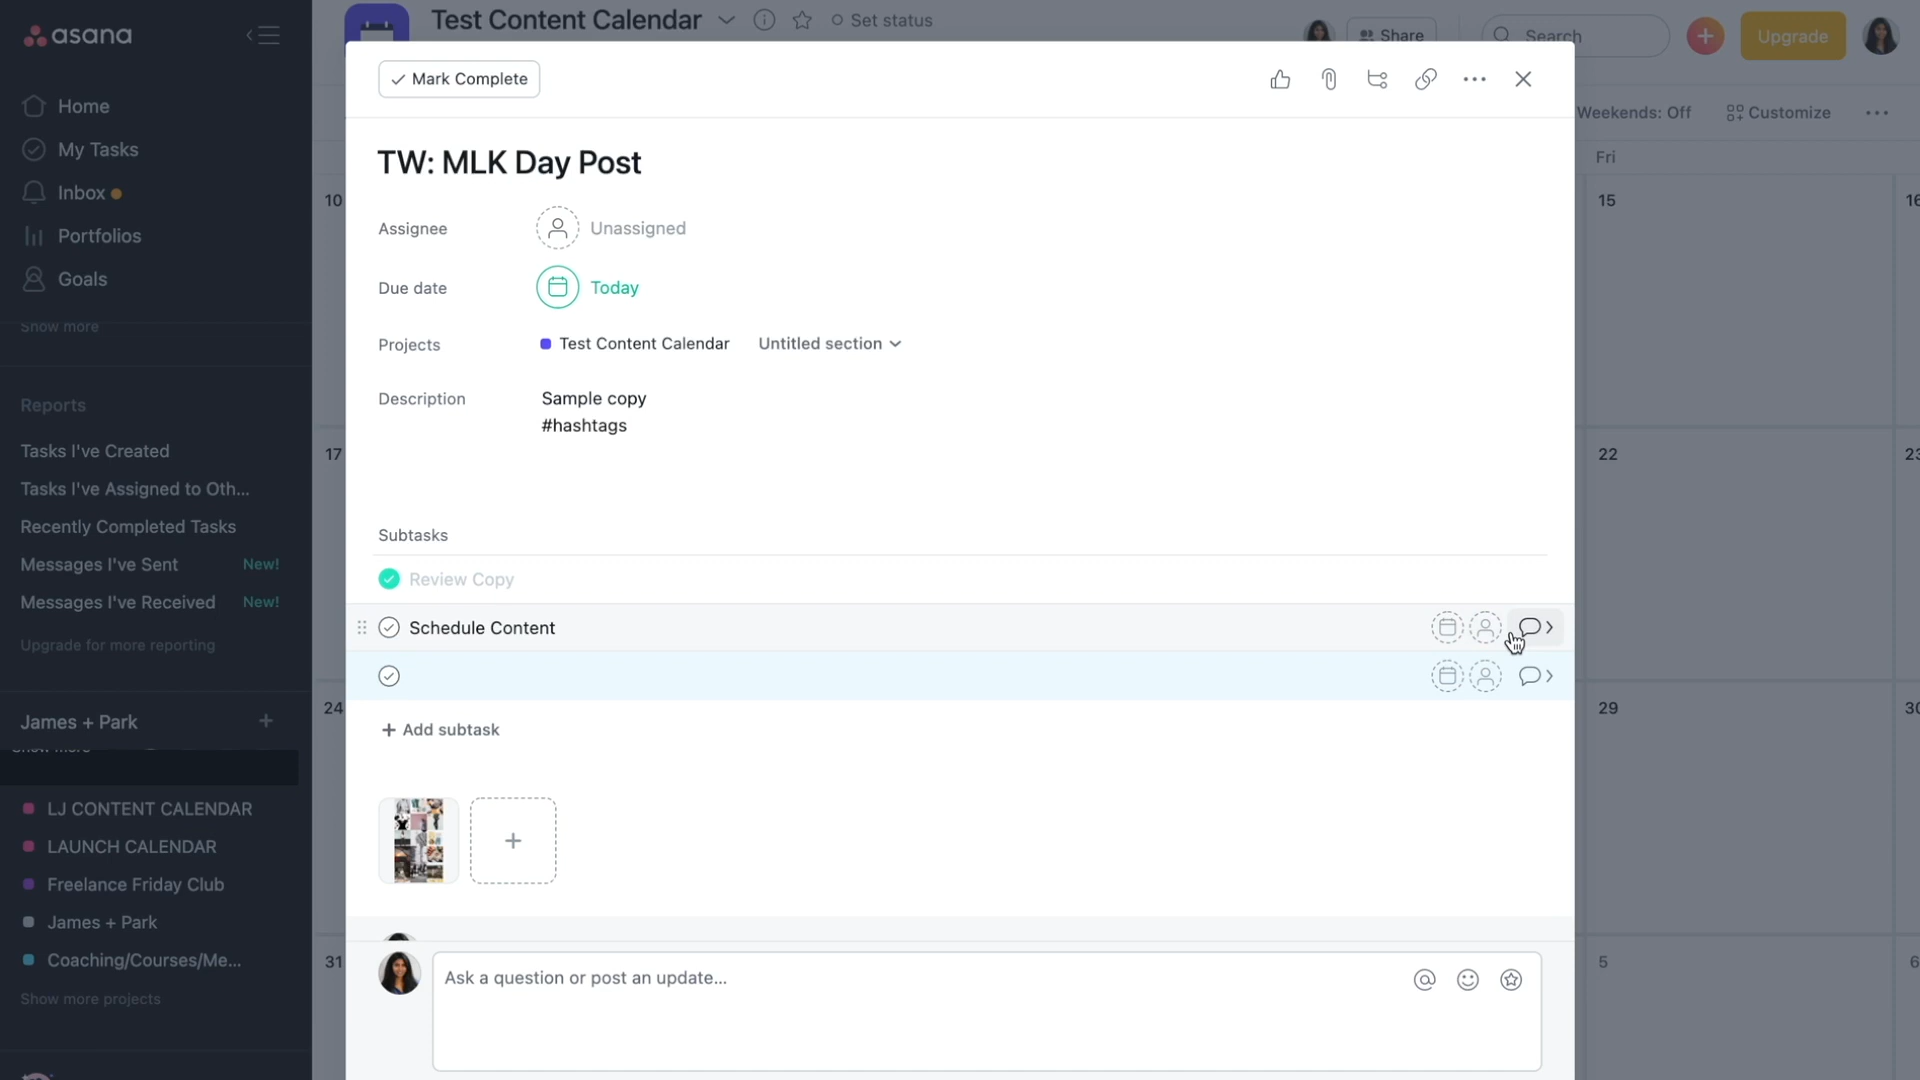 asana
Home
My Tasks
Inbox
Portfolios
Goals
Show more
Reports
Tasks I've Created
Tasks I've Assigned to Oth...
Recently Completed Tasks
Messages I've Sent New!
Messages I've Received New!
Upgrade for more reporting
James + Park
LJ CONTENT CALENDAR
LAUNCH CALENDAR
Freelance Friday Club
James + Park
Coaching/Courses/Me...
Show more projects
Test Content Calendar
Set status
Share
Search
Upgrade
Weekends: Off
Customize
Fri
10
15
16
17
22
23
24
29
30
31
5
6
Mark Complete
TW: MLK Day Post
Assignee Unassigned
Due date Today
Projects Test Content Calendar Untitled section
Description Sample copy
#hashtags
Subtasks
Review Copy
Schedule Content
+ Add subtask
Ask a question or post an update...